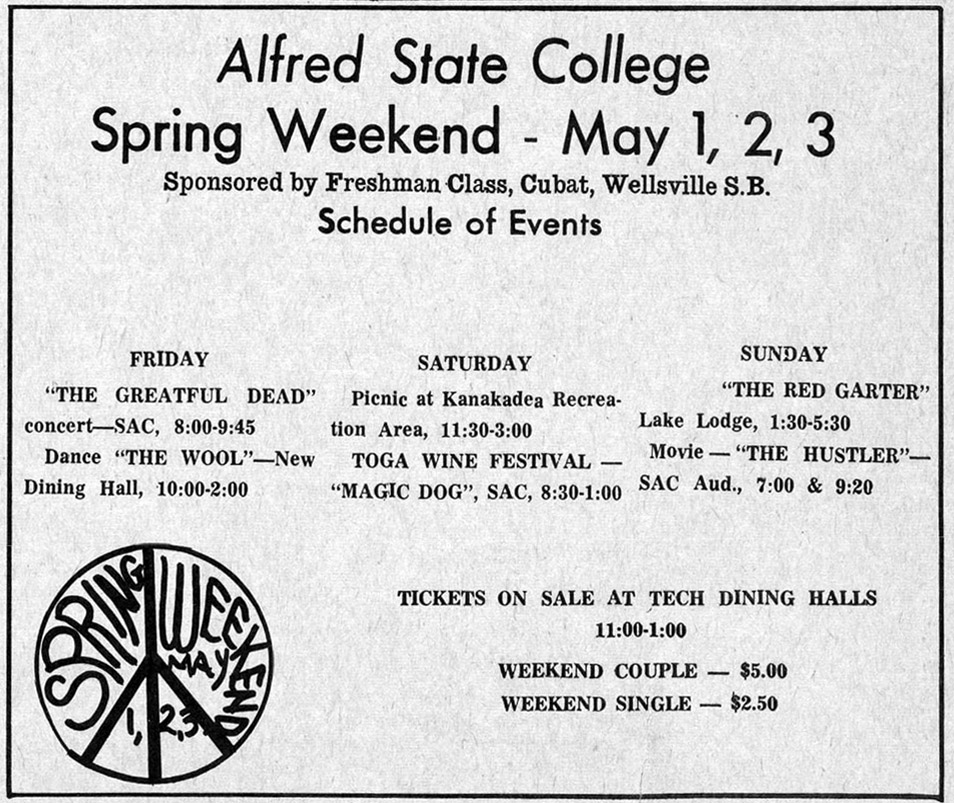 Alfred State College
Spring Weekend - May 1, 2, 3
Sponsored by Freshman Class, Cubat, Wellsville S.B.
Schedule of Events
FRIDAY
"THE GREATFUL DEAD"
concert—SAC, 8:00-9:45
Dance "THE WOOL"—New
Dining Hall, 10:00-2:00
SATURDAY
Picnic at Kanakadea Recrea-
tion Area, 11:30-3:00
TOGA WINE FESTIVAL —
"MAGIC DOG", SAC, 8:30-1:00
SUNDAY
"THE RED GARTER"
Lake Lodge, 1:30-5:30
Movie — "THE HUSTLER"—
SAC Aud., 7:00 & 9:20
SPRING WEEKEND
MAY
1, 2, 3
TICKETS ON SALE AT TECH DINING HALLS
11:00-1:00
WEEKEND COUPLE — $5.00
WEEKEND SINGLE — $2.50